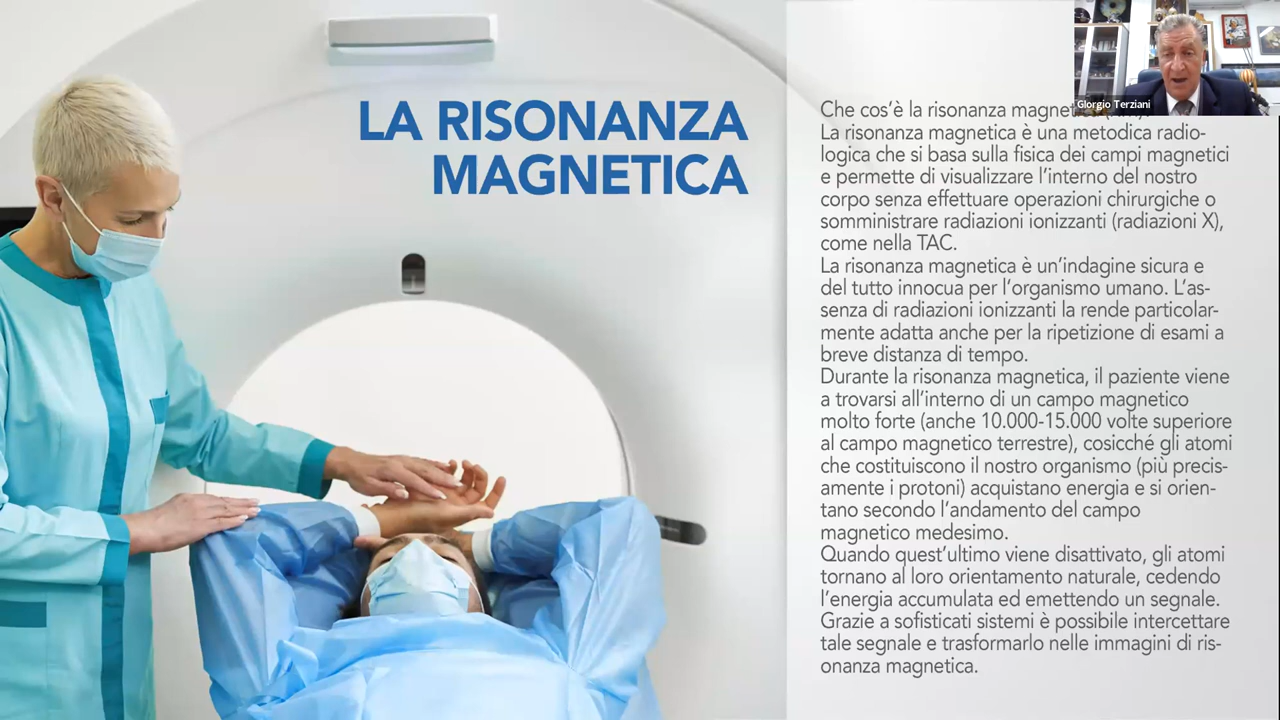 LA RISONANZA
MAGNETICA
Giorgio Terziani
Che cos'è la risonanza
La risonanza magnetica è una metodica radio-
logica che si basa sulla fisica dei campi magnetici
e permette di visualizzare l'interno del nostro
corpo senza effettuare operazioni chirurgiche o
somministrare radiazioni ionizzanti (radiazioni X),
come nella TAC.
La risonanza magnetica è un'indagine sicura e
del tutto innocua per l'organismo umano. L'as-
senza di radiazioni ionizzanti la rende particolar-
mente adatta anche per la ripetizione di esami a
breve distanza di tempo.
Durante la risonanza magnetica, il paziente viene
a trovarsi all'interno di un campo magnetico
molto forte (anche 10.000-15.000 volte superiore
al campo magnetico terrestre), cosicché gli atomi
che costituiscono il nostro organismo (più precis-
amente i protoni) acquistano energia e si orien-
tano secondo l'andamento del campo
magnetico medesimo.
Quando quest'ultimo viene disattivato, gli atomi
tornano al loro orientamento naturale, cedendo
l'energia accumulata ed emettendo un segnale.
Grazie a sofisticati sistemi è possibile intercettare
tale segnale e trasformarlo nelle immagini di ris-
onanza magnetica.